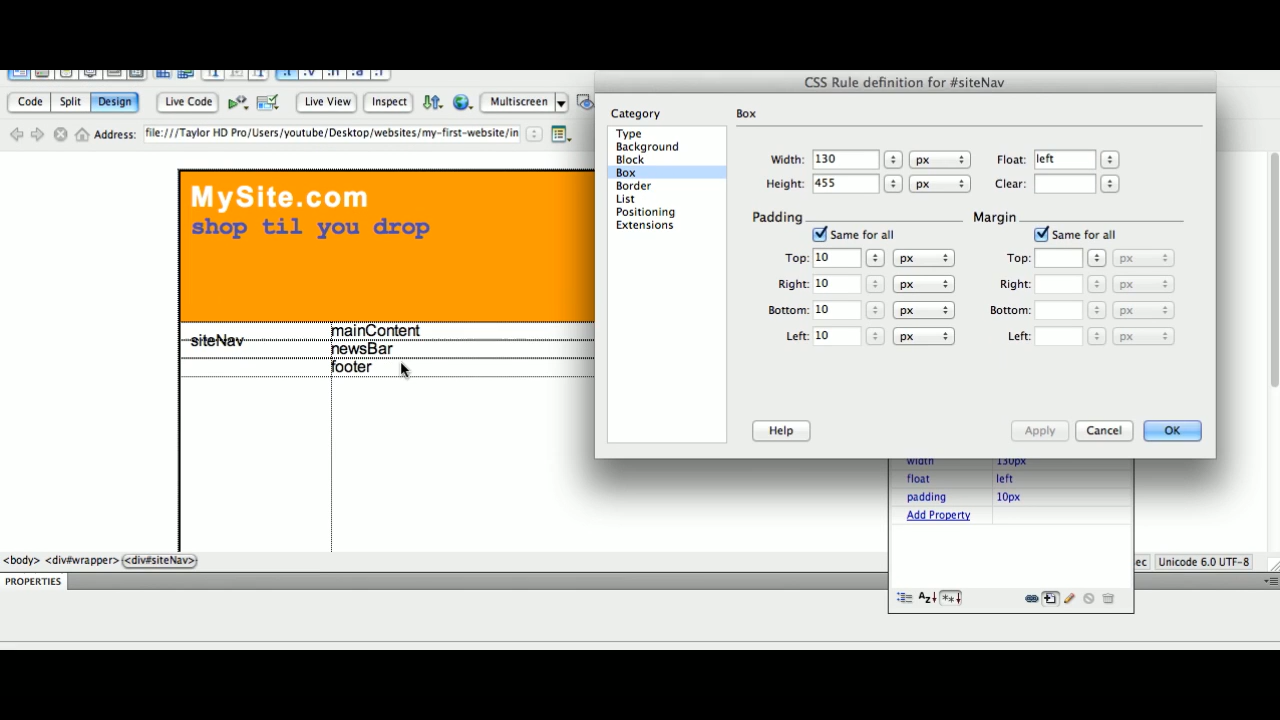 CSS Rule definition for #siteNav
Code Split Design Live Code Live View Inspect Multiscreen
Address: file:///Taylor HD Pro/Users/youtube/Desktop/websites/my-first-website/in
MySite.com
shop til you drop
siteNav
mainContent
newsBar
footer
Category
Type
Background
Block
Box
Border
List
Positioning
Extensions
Box
Width: 130 px Float: left
Height: 455 px Clear:
Padding Margin
Same for all Same for all
Top: 10 px Top: px
Right: 10 px Right: px
Bottom: 10 px Bottom: px
Left: 10 px Left: px
Help Apply Cancel OK
width 130px
float left
padding 10px
Add Property
<body> <div#wrapper> <div#siteNav> ec Unicode 6.0 UTF-8
PROPERTIES